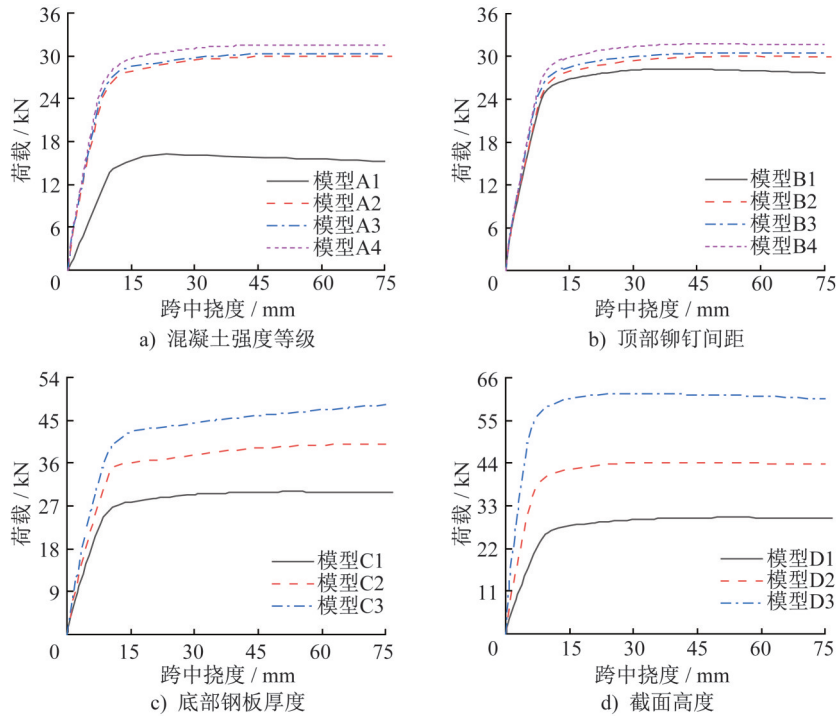 36
30
24
18
12
6
0
荷载 / kN
模型A1
模型A2
模型A3
模型A4
15
30
45
60
75
跨中挠度 / mm
a) 混凝土强度等级
36
30
24
18
12
6
0
荷载 / kN
模型B1
模型B2
模型B3
模型B4
15
30
45
60
75
跨中挠度 / mm
b) 顶部铆钉间距
54
45
36
27
18
9
0
荷载 / kN
模型C1
模型C2
模型C3
15
30
45
60
75
跨中挠度 / mm
c) 底部钢板厚度
66
55
44
33
22
11
0
荷载 / kN
模型D1
模型D2
模型D3
15
30
45
60
75
跨中挠度 / mm
d) 截面高度